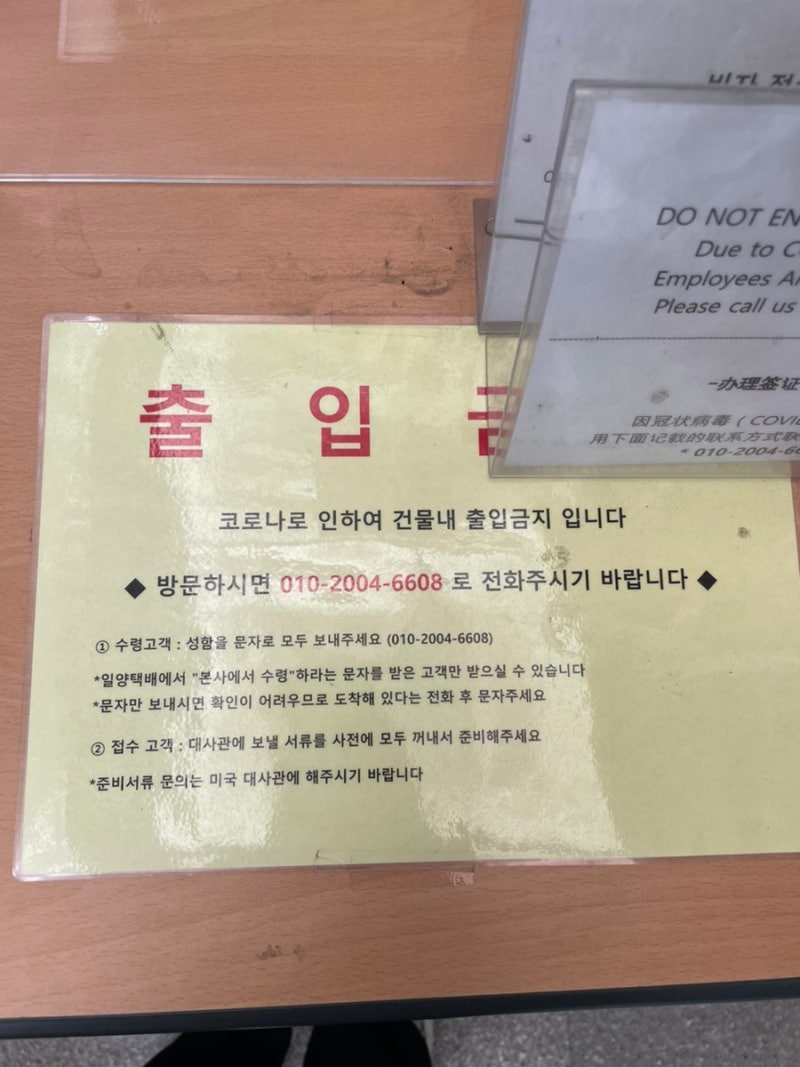 비자
DO NOT
Due to
Employees
Please call us
-办理签证
因冠状病毒 (
用下面记载的联系方式
* 010-2004-
출 입
코로나로 인하여 건물내 출입금지 입니다
◆ 방문하시면 010-2004-6608 로 전화주시기 바랍니다 ◆
① 수령고객 : 성함을 문자로 모두 보내주세요 (010-2004-6608)
*일양택배에서 "본사에서 수령"하라는 문자를 받은 고객만 받으실 수 있습니다
*문자만 보내시면 확인이 어려우므로 도착해 있다는 전화 후 문자주세요
② 접수 고객 : 대사관에 보낼 서류를 사전에 모두 꺼내서 준비해주세요
*준비서류 문의는 미국 대사관에 해주시기 바랍니다